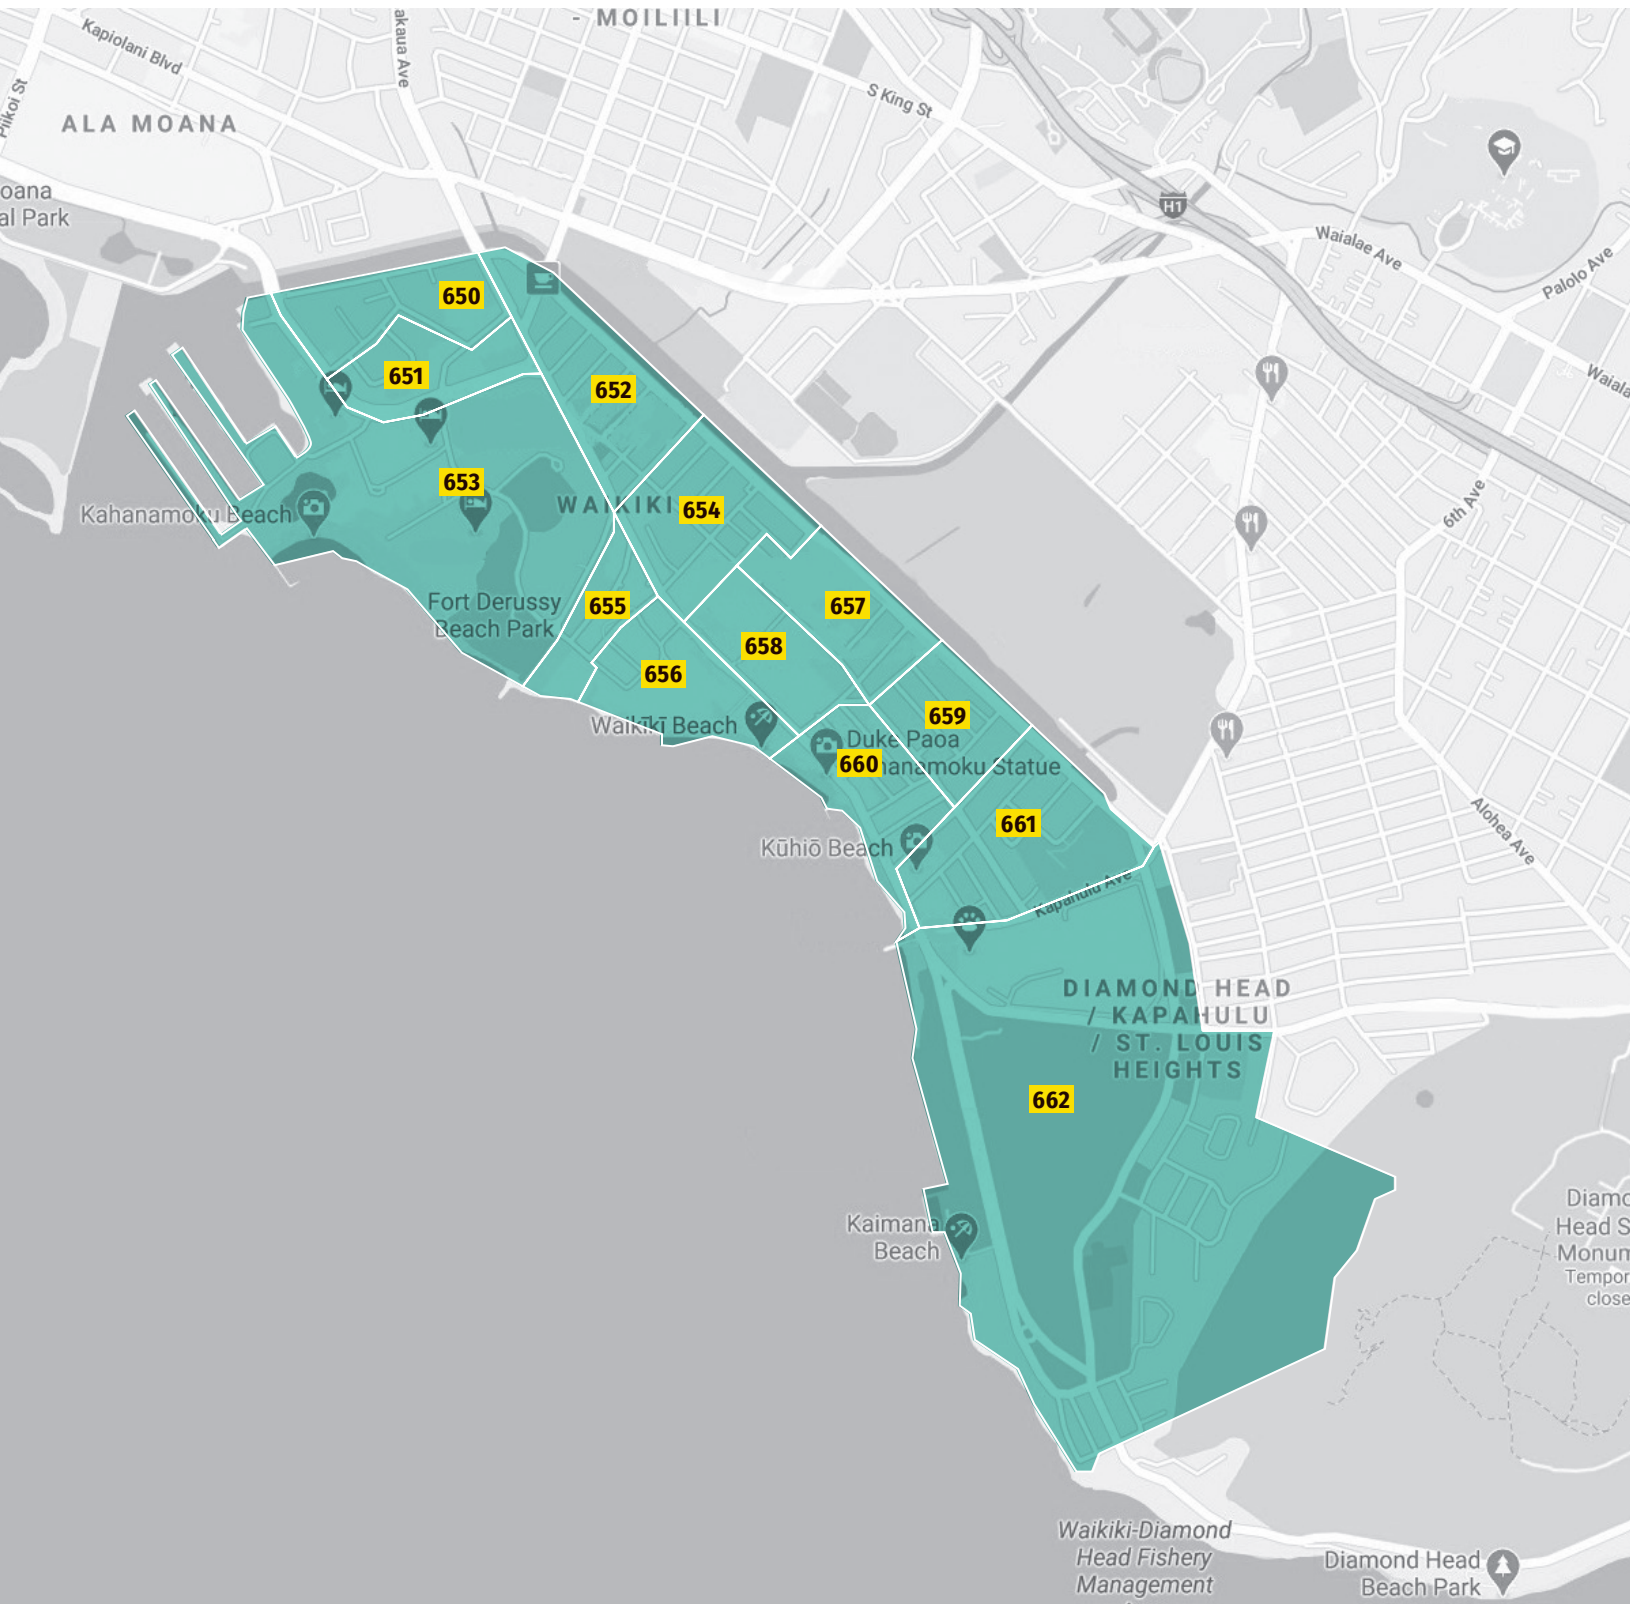 - MOILIILI
Kapiolani Blvd
akaua Ave
Piikoi St
S King St
ALA MOANA
oana
al Park
H1
Waialae Ave
Palolo Ave
650
651
652
Waiala
653
WAIKIKI
654
Kahanamoku Beach
6th Ave
Fort Derussy
Beach Park
655
657
658
656
659
Waikīkī Beach
Duke Paoa
660
hanamoku Statue
661
Alohea Ave
Kūhiō Beach
Kapahulu Ave
DIAMOND HEAD
/ KAPAHULU
/ ST. LOUIS
HEIGHTS
662
Kaimana
Beach
Diamo
Head S
Monum
Tempor
close
Waikiki-Diamond
Head Fishery
Management
Diamond Head
Beach Park